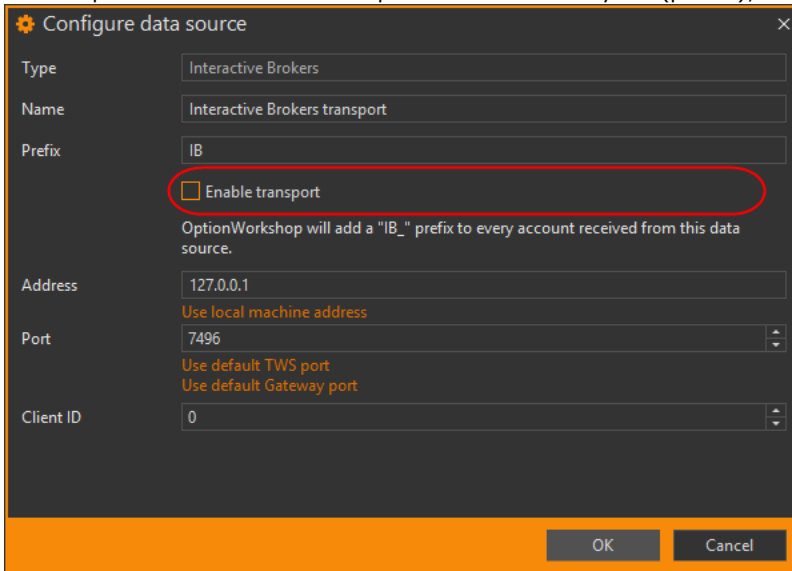 Configure data source
Type
Interactive Brokers
Name
Interactive Brokers transport
Prefix
IB
Enable transport
OptionWorkshop will add a "IB_" prefix to every account received from this data
source.
Address
127.0.0.1
Use local machine address
Port
7496
Use default TWS port
Use default Gateway port
Client ID
0
OK
Cancel